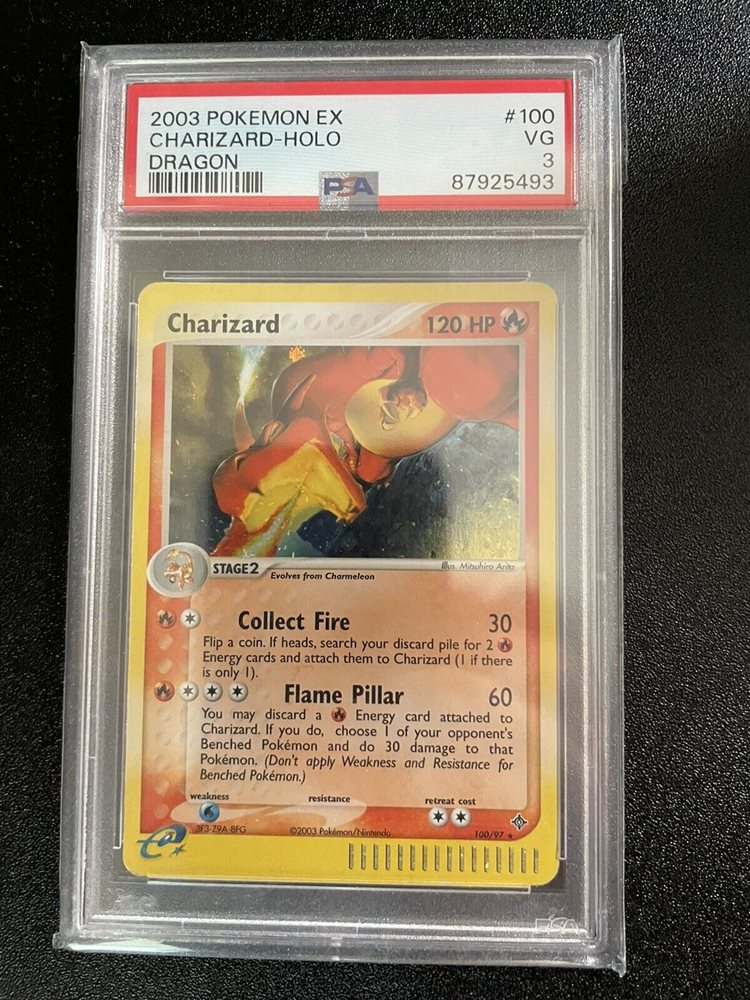 2003 POKEMON EX #100
CHARIZARD-HOLO VG
DRAGON 3
PSA 87925493
Charizard 120 HP
STAGE2 Evolves from Charmeleon Illus. Mitsuhiro Arita
Collect Fire 30
Flip a coin. If heads, search your discard pile for 2
Energy cards and attach them to Charizard (1 if there
is only 1).
Flame Pillar 60
You may discard a Energy card attached to
Charizard. If you do, choose 1 of your opponent's
Benched Pokémon and do 30 damage to that
Pokémon. (Don't apply Weakness and Resistance for
Benched Pokémon.)
weakness resistance retreat cost
3F3-Z9A-8FG ©2003 Pokémon/Nintendo 100/97 ★
e
PSA